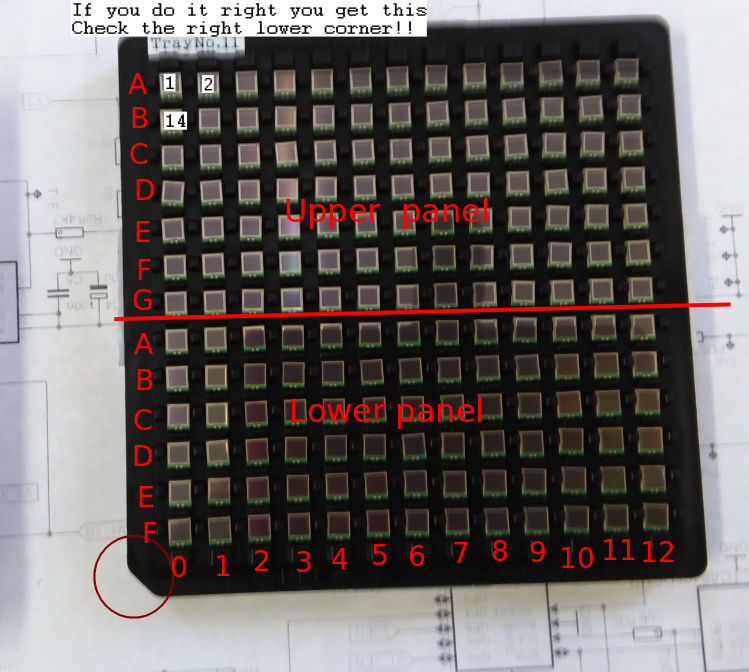 If you do it right you get this
Check the right lower corner!!
TrayNo.11
A 1 2
B 14
C
D
Upper panel
E
F
G
A
B
C Lower panel
D
E
F
0 1 2 3 4 5 6 7 8 9 10 11 12